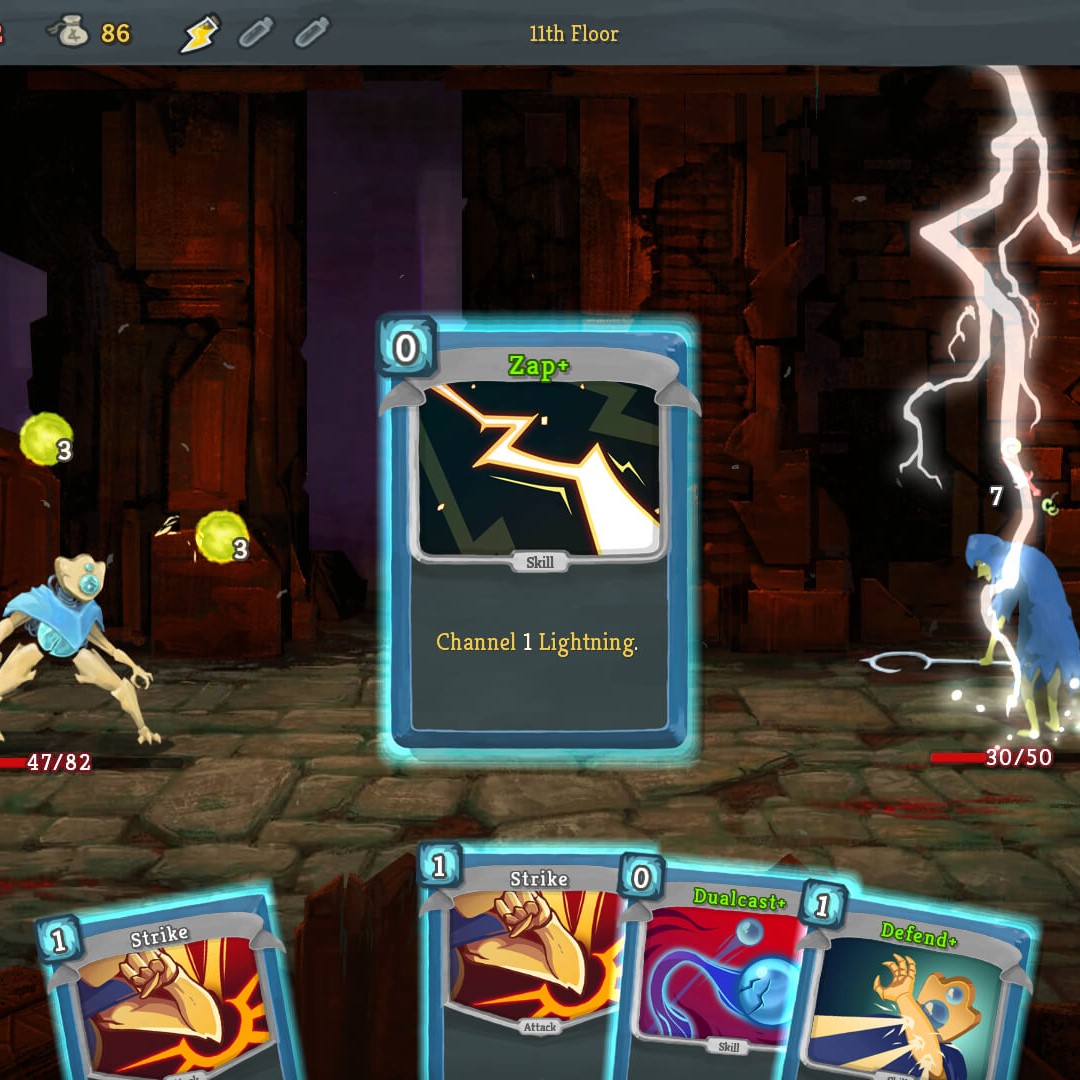 86
11th Floor
0
Zap+
3
7
3
Skill
Channel 1 Lightning.
47/82
30/50
1
Strike
0
Dualcast+
1
Defend+
1
Strike
Attack
Skill